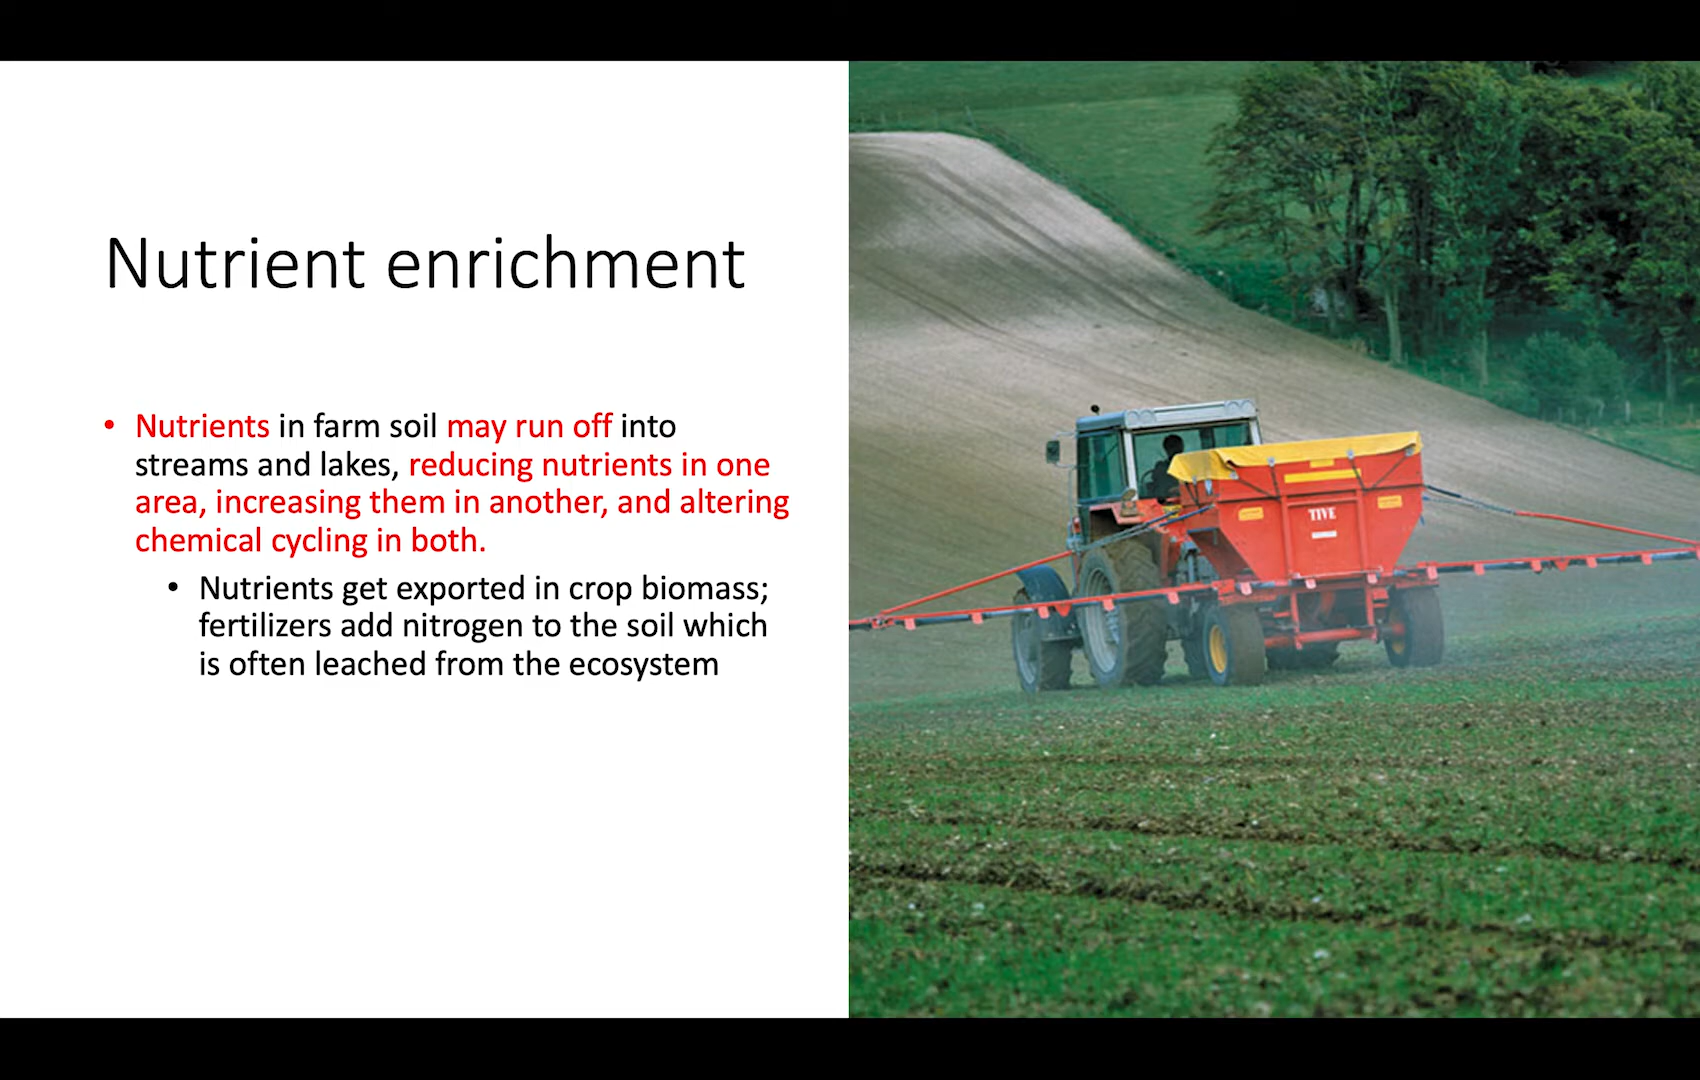 Nutrient enrichment
• Nutrients in farm soil may run off into
streams and lakes, reducing nutrients in one
area, increasing them in another, and altering
chemical cycling in both.
• Nutrients get exported in crop biomass;
fertilizers add nitrogen to the soil which
is often leached from the ecosystem
TIVE